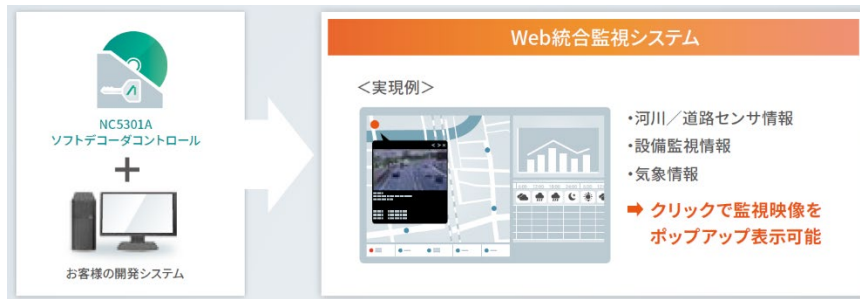 NC5301A
ソフトデコーダコントロール
+
お客様の開発システム
Web統合監視システム
<実現例>
・河川/道路センサ情報
・設備監視情報
・気象情報
➡ クリックで監視映像を
ポップアップ表示可能